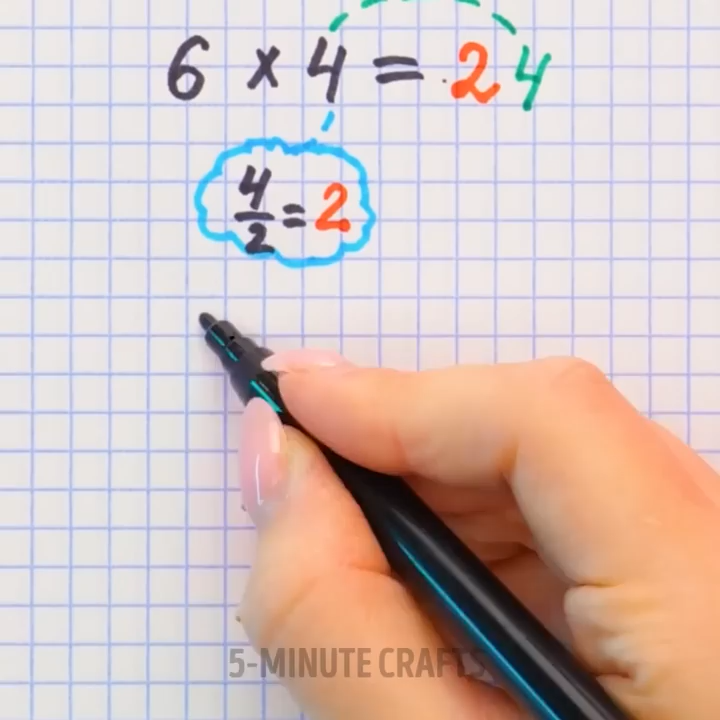 6 × 4 = 24
4/2 = 2
5-MINUTE CRAFTS